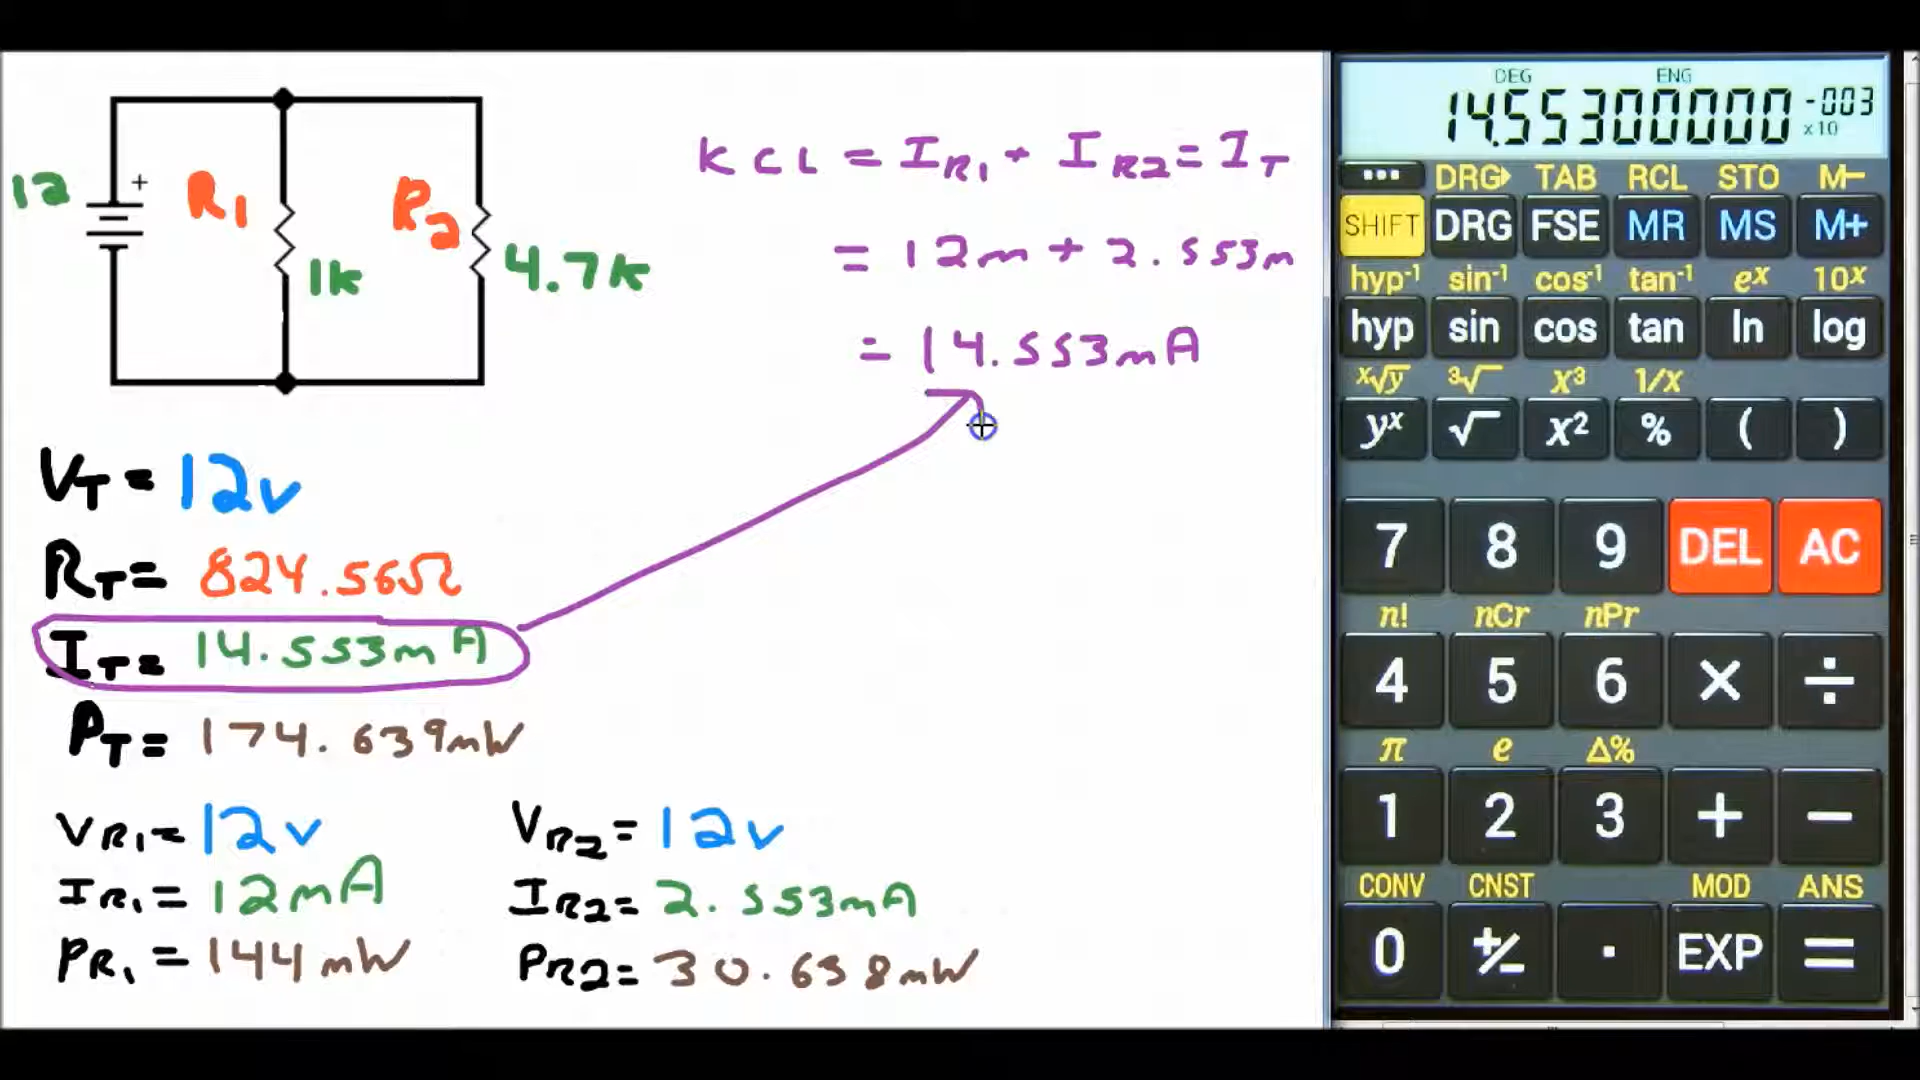 12
+
R1
1k
R2
4.7k
KCL = IR1 + IR2 = IT
= 12m + 2.553m
= 14.553mA
VT = 12v
RT = 824.56Ω
IT = 14.553mA
PT = 174.639mW
VR1 = 12v
IR1 = 12mA
PR1 = 144mW
VR2 = 12v
IR2 = 2.553mA
PR2 = 30.638mW
DEG ENG
14.55300000 x10 -003
••• DRG▸ TAB RCL STO M−
SHIFT DRG FSE MR MS M+
hyp⁻¹ sin⁻¹ cos⁻¹ tan⁻¹ eˣ 10ˣ
hyp sin cos tan ln log
ˣ√y ³√ x³ 1/x
yˣ √ x² % ( )
7 8 9 DEL AC
n! nCr nPr
4 5 6 × ÷
π e Δ%
1 2 3 + −
CONV CNST MOD ANS
0 +/− . EXP =